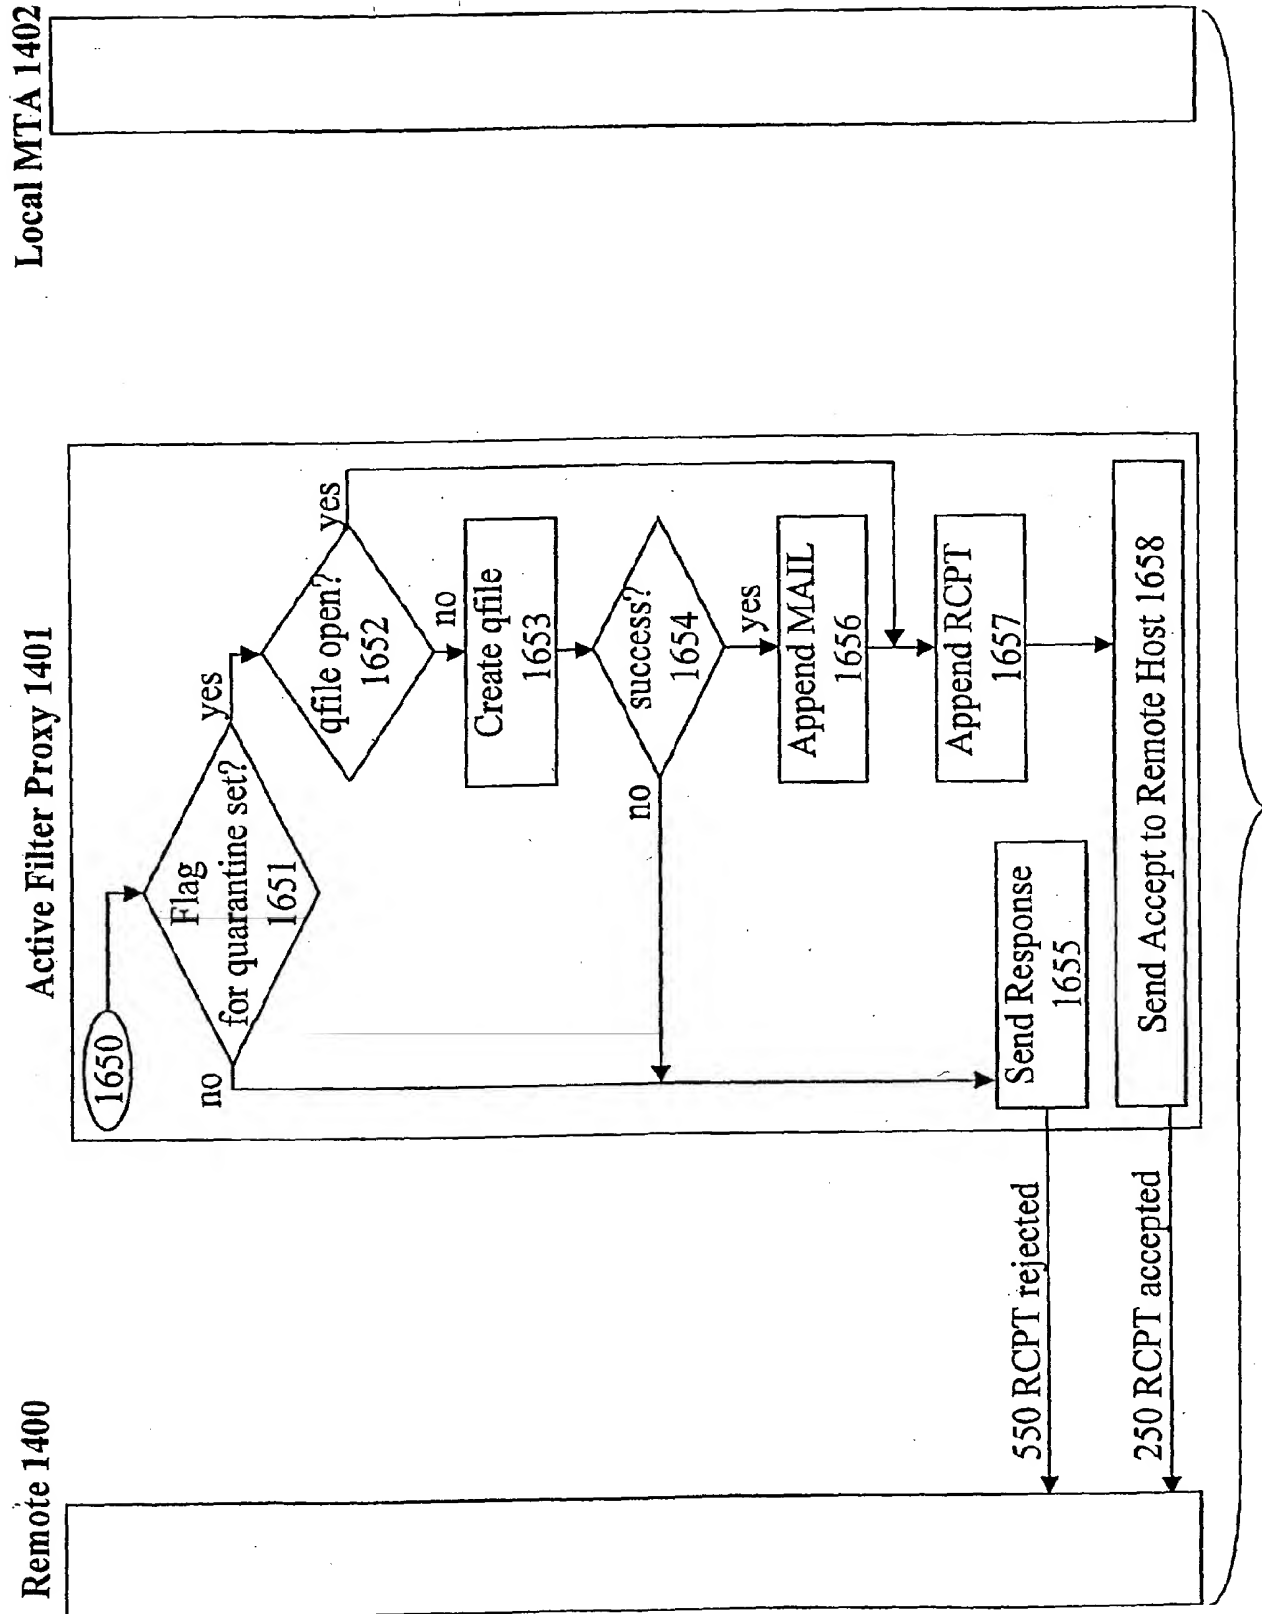 Remote 1400
Active Filter Proxy 1401
Local MTA 1402
1650
Flag
for quarantine set?
1651
yes
no
qfile open?
1652
yes
no
Create qfile
1653
success?
1654
no
yes
Append MAIL
1656
Append RCPT
1657
Send Response
1655
550 RCPT rejected
Send Accept to Remote Host 1658
250 RCPT accepted